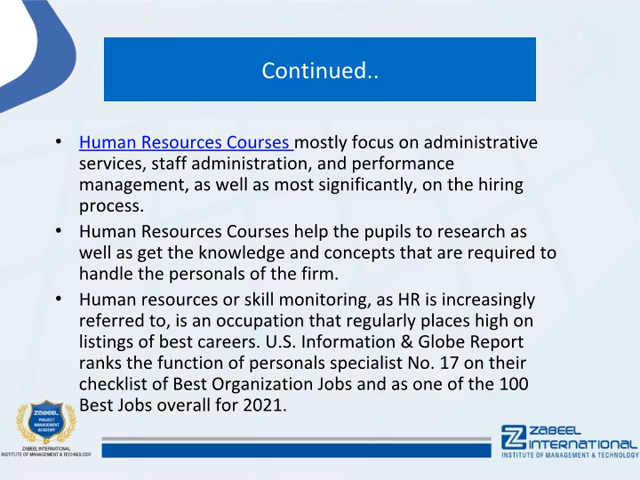 Continued..
• Human Resources Courses mostly focus on administrative
services, staff administration, and performance
management, as well as most significantly, on the hiring
process.
• Human Resources Courses help the pupils to research as
well as get the knowledge and concepts that are required to
handle the personals of the firm.
• Human resources or skill monitoring, as HR is increasingly
referred to, is an occupation that regularly places high on
listings of best careers. U.S. Information & Globe Report
ranks the function of personals specialist No. 17 on their
checklist of Best Organization Jobs and as one of the 100
Best Jobs overall for 2021.
ZABEEL
PROJECT
MANAGEMENT
ACADEMY
ZABEEL INTERNATIONAL
INSTITUTE OF MANAGEMENT & TECHNOLOGY
ZABEEL
INTERNATIONAL
INSTITUTE OF MANAGEMENT & TECHNOLOGY